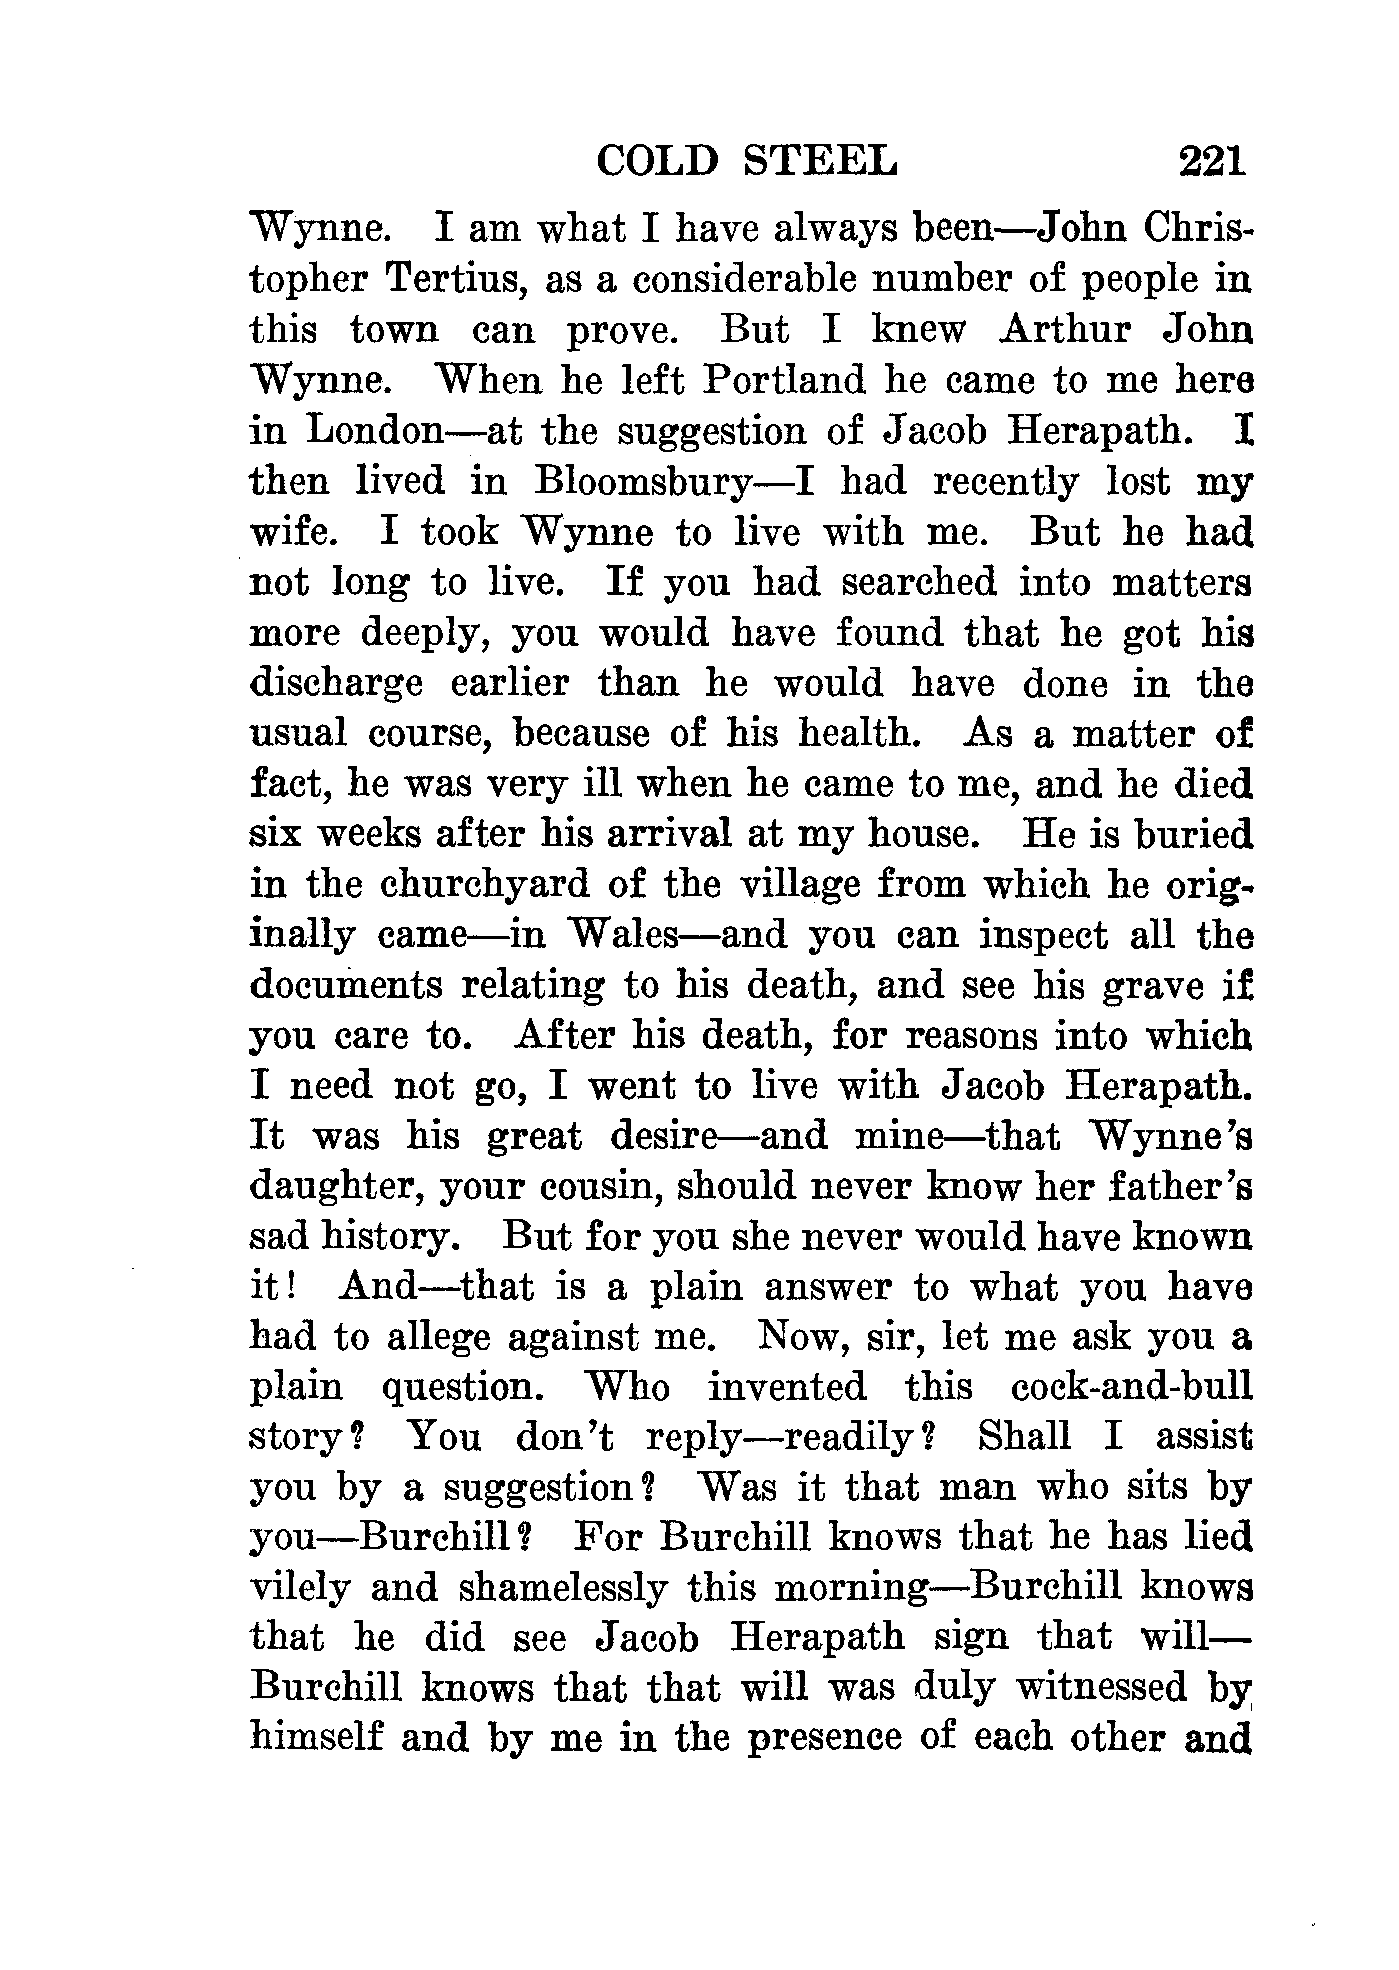 COLD STEEL 221
Wynne. I am what I have always been—John Chris-
topher Tertius, as a considerable number of people in
this town can prove. But I knew Arthur John
Wynne. When he left Portland he came to me here
in London—at the suggestion of Jacob Herapath. I
then lived in Bloomsbury—I had recently lost my
wife. I took Wynne to live with me. But he had
not long to live. If you had searched into matters
more deeply, you would have found that he got his
discharge earlier than he would have done in the
usual course, because of his health. As a matter of
fact, he was very ill when he came to me, and he died
six weeks after his arrival at my house. He is buried
in the churchyard of the village from which he orig-
inally came—in Wales—and you can inspect all the
documents relating to his death, and see his grave if
you care to. After his death, for reasons into which
I need not go, I went to live with Jacob Herapath.
It was his great desire—and mine—that Wynne's
daughter, your cousin, should never know her father's
sad history. But for you she never would have known
it! And—that is a plain answer to what you have
had to allege against me. Now, sir, let me ask you a
plain question. Who invented this cock-and-bull
story? You don't reply—readily? Shall I assist
you by a suggestion? Was it that man who sits by
you—Burchill? For Burchill knows that he has lied
vilely and shamelessly this morning—Burchill knows
that he did see Jacob Herapath sign that will—
Burchill knows that that will was duly witnessed by
himself and by me in the presence of each other and